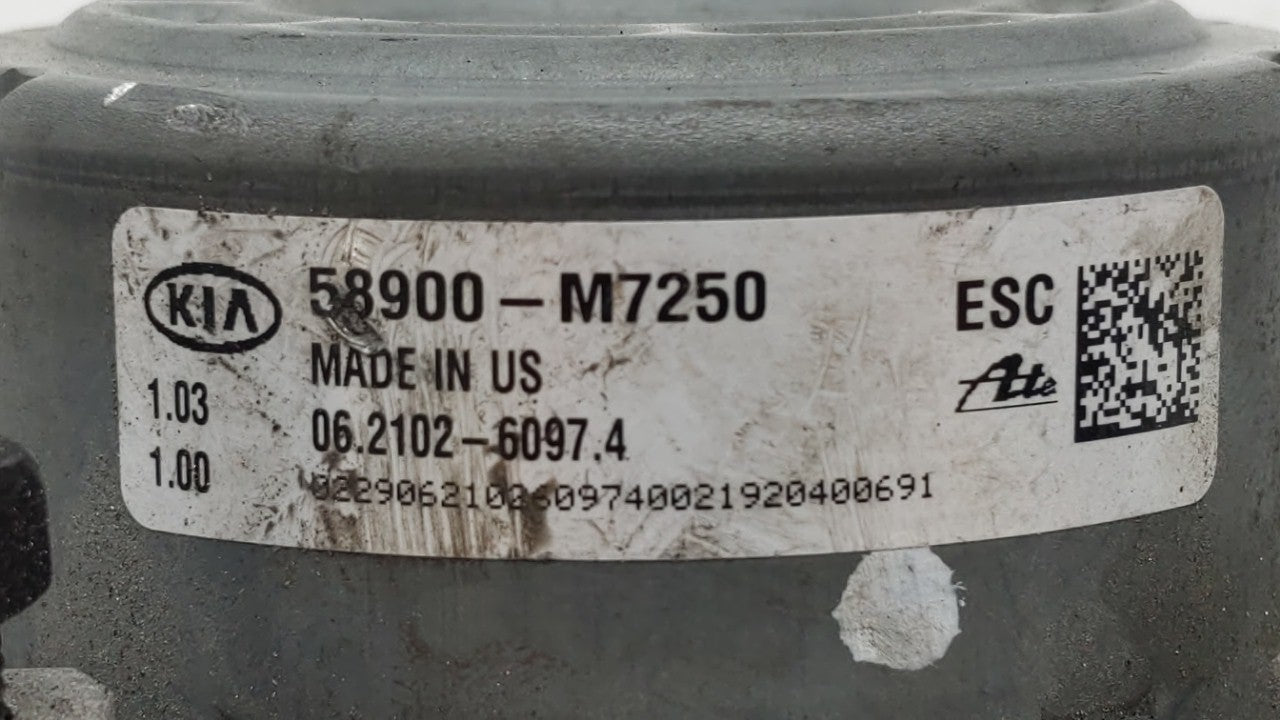 KIA 58900-M7250 ESC
MADE IN US
Ate
1.03
06.2102-6097.4
1.00